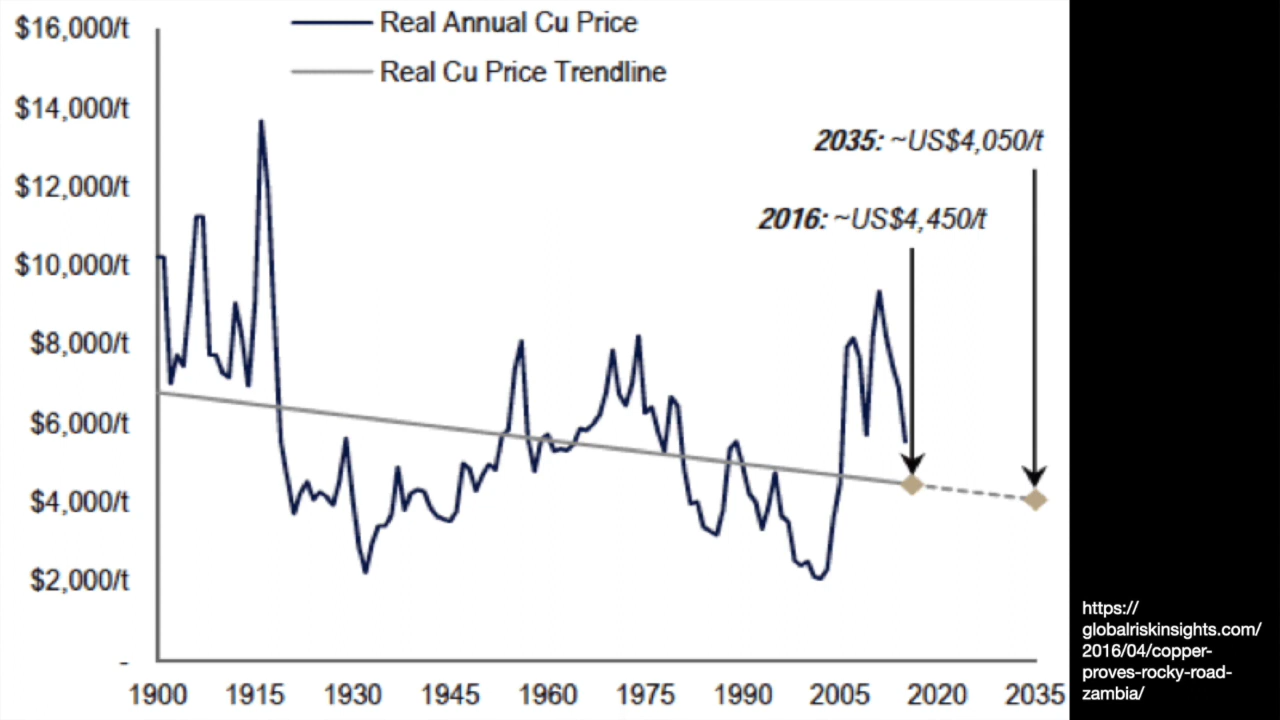 $16,000/t
Real Annual Cu Price
Real Cu Price Trendline
$14,000/t
2035: ~US$4,050/t
$12,000/t
2016: ~US$4,450/t
$10,000/t
$8,000/t
$6,000/t
$4,000/t
$2,000/t
-
1900 1915 1930 1945 1960 1975 1990 2005 2020 2035
https://
globalriskinsights.com/
2016/04/copper-
proves-rocky-road-
zambia/